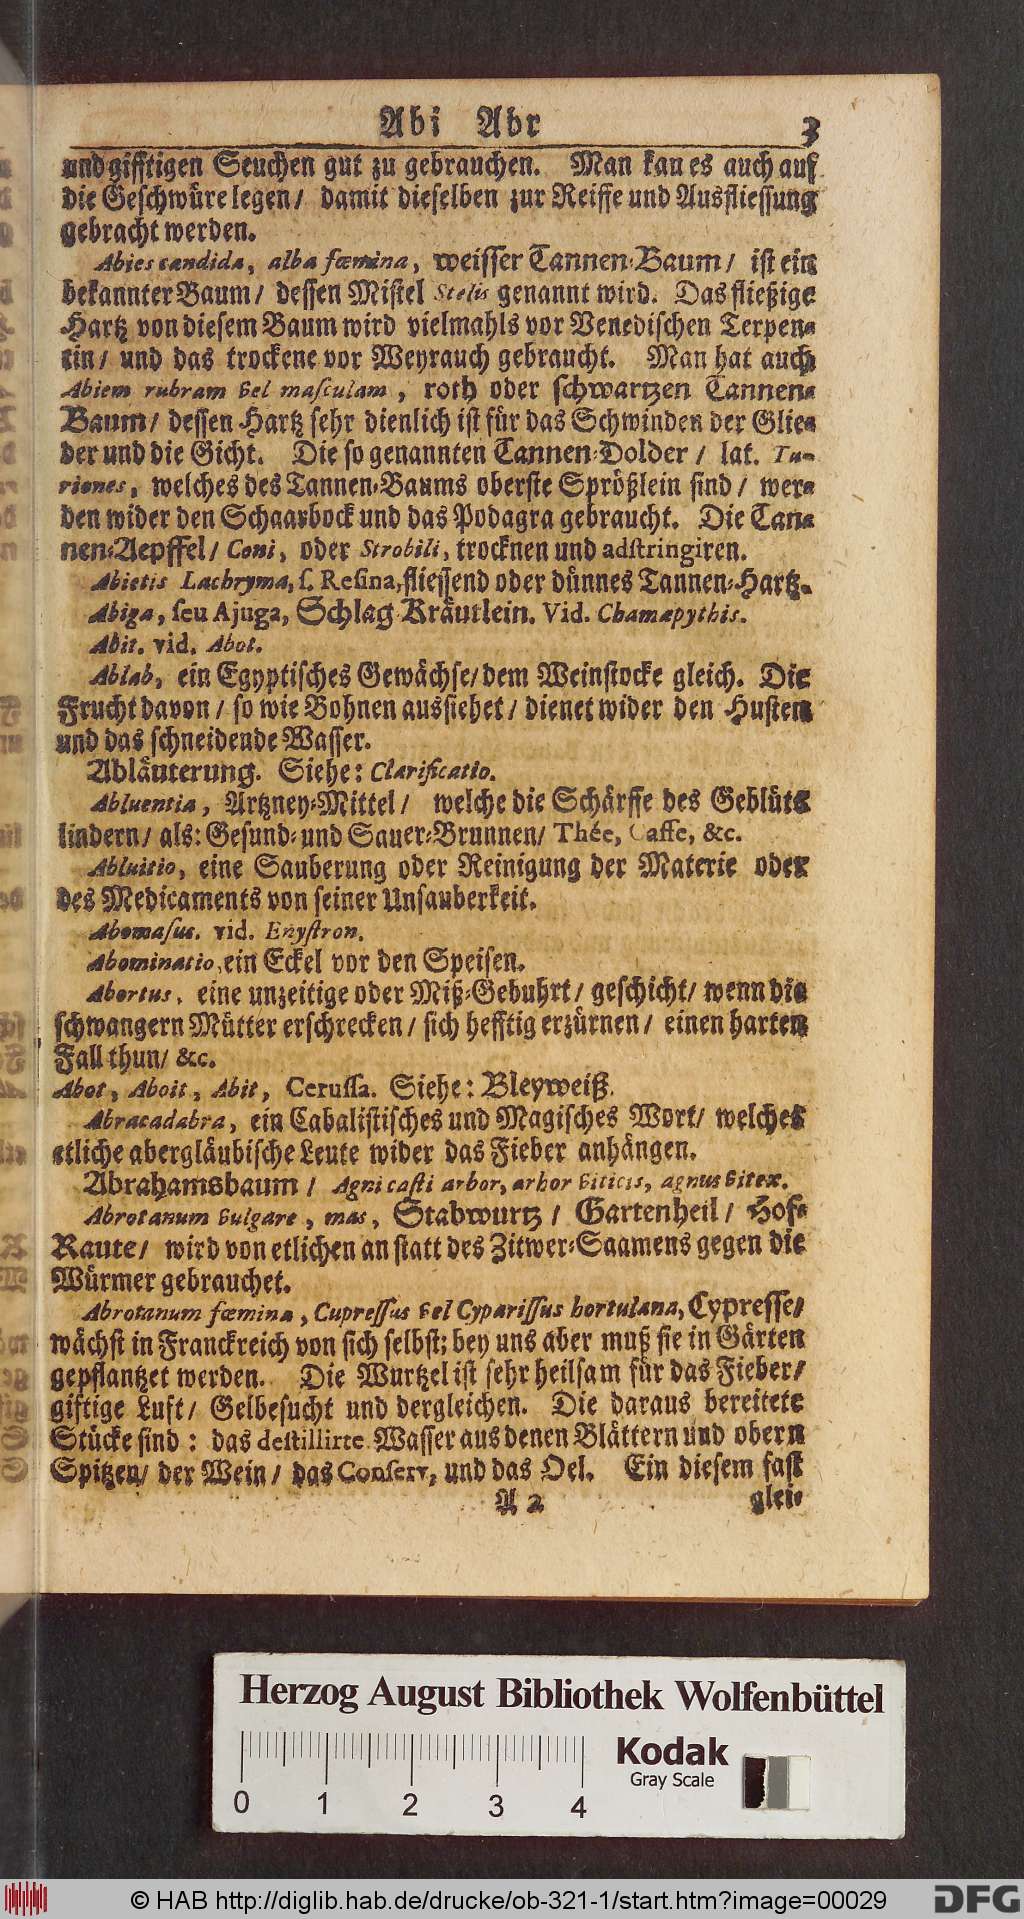 Abi Abr 3
und gifftigen Seuchen gut zu gebrauchen. Man kan es auch auf
die Geschwüre legen/ damit dieselben zur Reiffe und Ausfliessung
gebracht werden.
Abies candida, alba fœmina, weisser Tannen-Baum/ ist ein
bekannter Baum/ dessen Mistel Stelis genannt wird. Das fließige
Hartz von diesem Baum wird vielmahls vor Venedischen Terpen-
tin/ und das trockene vor Weyrauch gebraucht. Man hat auch
Abiem rubram vel masculam, roth oder schwartzen Tannen-
Baum/ dessen Hartz sehr dienlich ist für das Schwinden der Glie-
der und die Gicht. Die so genannten Tannen-Dolder/ lat. Tu-
riones, welches des Tannen-Baums oberste Sprößlein sind/ wer-
den wider den Schaarbock und das Podagra gebraucht. Die Tan-
nen-Aepffel/ Coni, oder Strobili, trocknen und adstringiren.
Abietis Lachryma, s. Resina, fliessend oder dünnes Tannen-Hartz.
Abiga, seu Ajuga, Schlag-Kräutlein. Vid. Chamapythis.
Abit. vid. Abot.
Ablab, ein Egyptisches Gewächse/ dem Weinstocke gleich. Die
Frucht davon/ so wie Bohnen aussiehet/ dienet wider den Husten
und das schneidende Wasser.
Abläuterung. Siehe: Clarificatio.
Abluentia, Artzney-Mittel/ welche die Schärffe des Geblüts
lindern/ als: Gesund- und Sauer-Brunnen/ Thée, Caffe, &c.
Ablutio, eine Sauberung oder Reinigung der Materie oder
des Medicaments von seiner Unsauberkeit.
Abomasus. vid. Enystron.
Abominatio, ein Eckel vor den Speisen.
Abortus. eine unzeitige oder Miß-Gebuhrt/ geschicht/ wenn die
schwangern Mütter erschrecken/ sich hefftig erzürnen/ einen harten
Fall thun/ &c.
Abot, Aboit, Abit, Cerussa. Siehe: Bleyweiß.
Abracadabra, ein Cabalistisches und Magisches Wort/ welches
etliche abergläubische Leute wider das Fieber anhängen.
Abrahamsbaum/ Agni casti arbor, arbor viticis, agnus vitex.
Abrotanum vulgare, mas, Stabwurtz/ Gartenheil/ Hof-
Raute/ wird von etlichen an statt des Zitwer-Saamens gegen die
Würmer gebrauchet.
Abrotanum fœmina, Cupressus vel Cyparissus hortulana, Cypresse/
wächst in Franckreich von sich selbst; bey uns aber muß sie in Gärten
gepflantzet werden. Die Wurtzel ist sehr heilsam für das Fieber/
giftige Luft/ Gelbesucht und dergleichen. Die daraus bereitete
Stücke sind: das destillirte Wasser aus denen Blättern und obern
Spitzen/ der Wein/ das Conserv, und das Oel. Ein diesem fast
A 2 glei-
Herzog August Bibliothek Wolfenbüttel
Kodak
Gray Scale
0 1 2 3 4
© HAB http://diglib.hab.de/drucke/ob-321-1/start.htm?image=00029
DFG